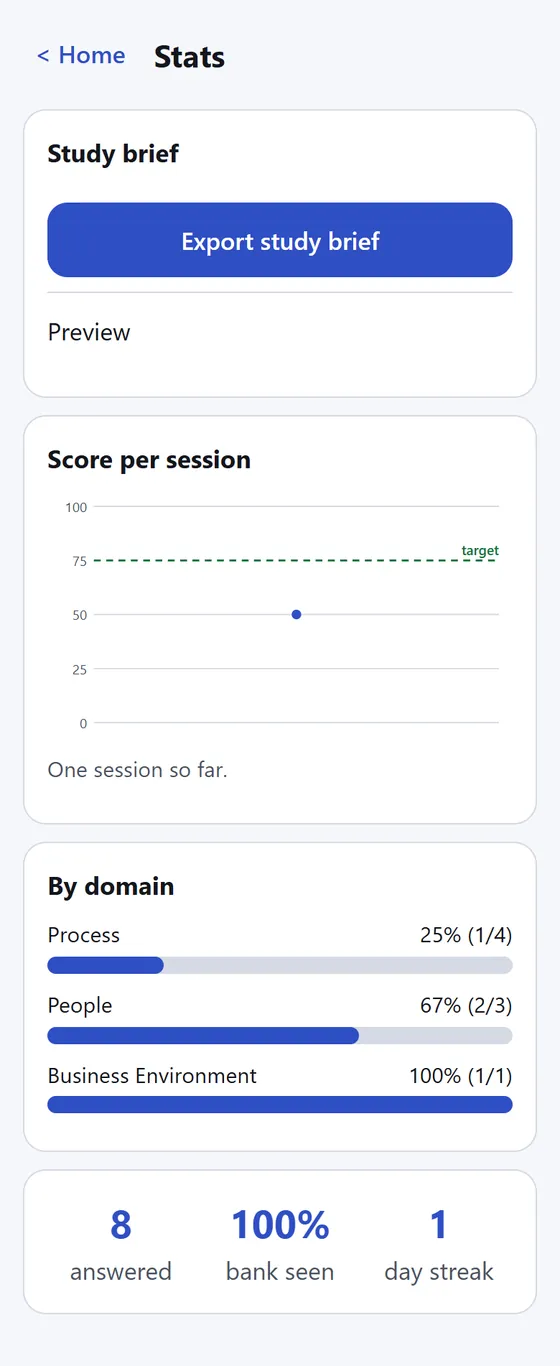 < Home Stats
Study brief
Export study brief
Preview
Score per session
100
target
75
50
25
0
One session so far.
By domain
Process 25% (1/4)
People 67% (2/3)
Business Environment 100% (1/1)
8 100% 1
answered bank seen day streak